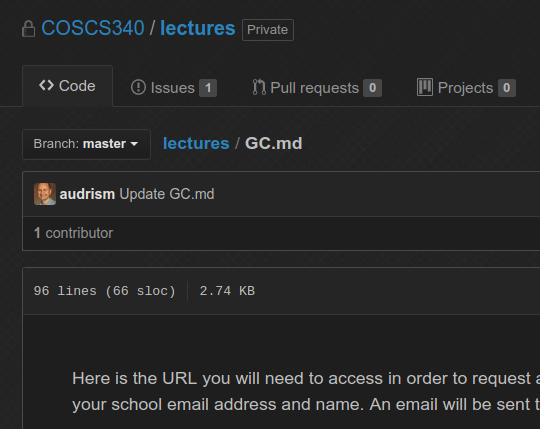 COSCS340 / lectures Private
Code Issues 1 Pull requests 0 Projects 0
Branch: master lectures / GC.md
audrism Update GC.md
1 contributor
96 lines (66 sloc) 2.74 KB
Here is the URL you will need to access in order to request
your school email address and name. An email will be sent